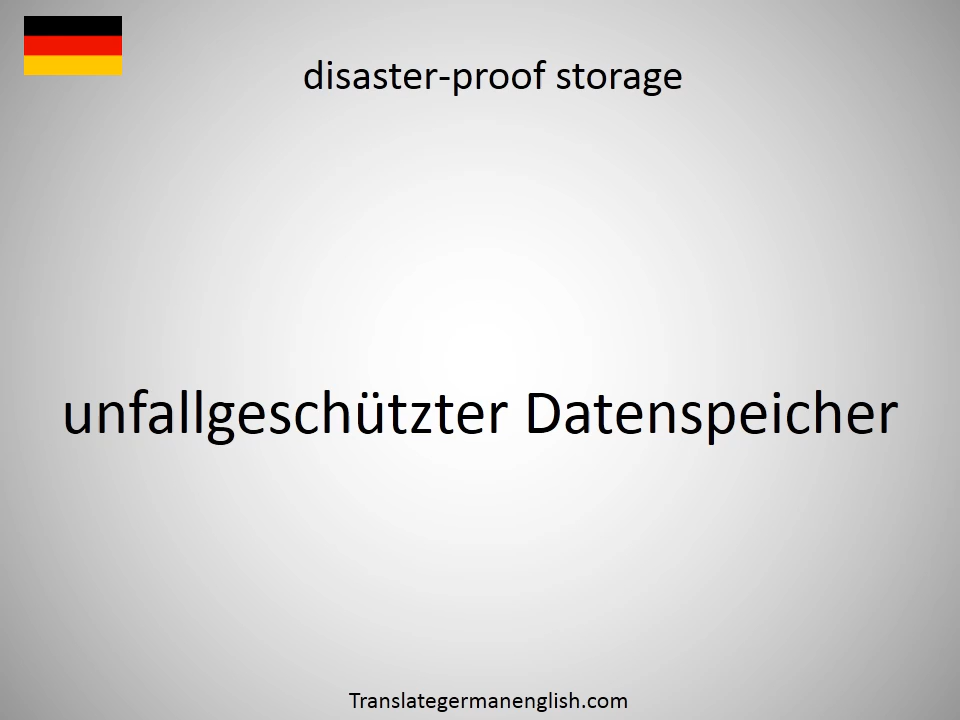 disaster-proof storage
unfallgeschützter Datenspeicher
Translategermanenglish.com